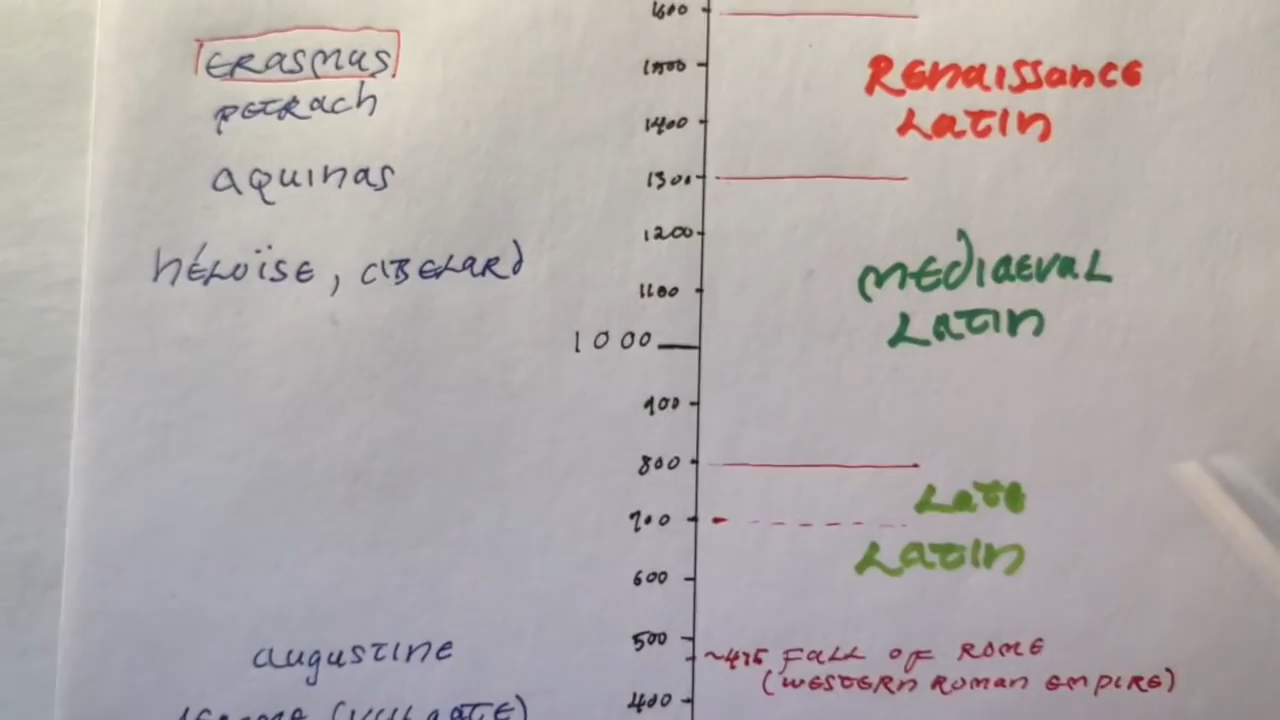 1600
ERASMUS
1500
RENAISSANCE
PETRACH
1400
LATIN
AQUINAS
1300
1200
HÉLOÏSE, ABELARD
MEDIAEVAL
1100
LATIN
1000
900
800
LATE
700
LATIN
600
500
AUGUSTINE
~475 FALL OF ROME
(WESTERN ROMAN EMPIRE)
400
(VULGATE)